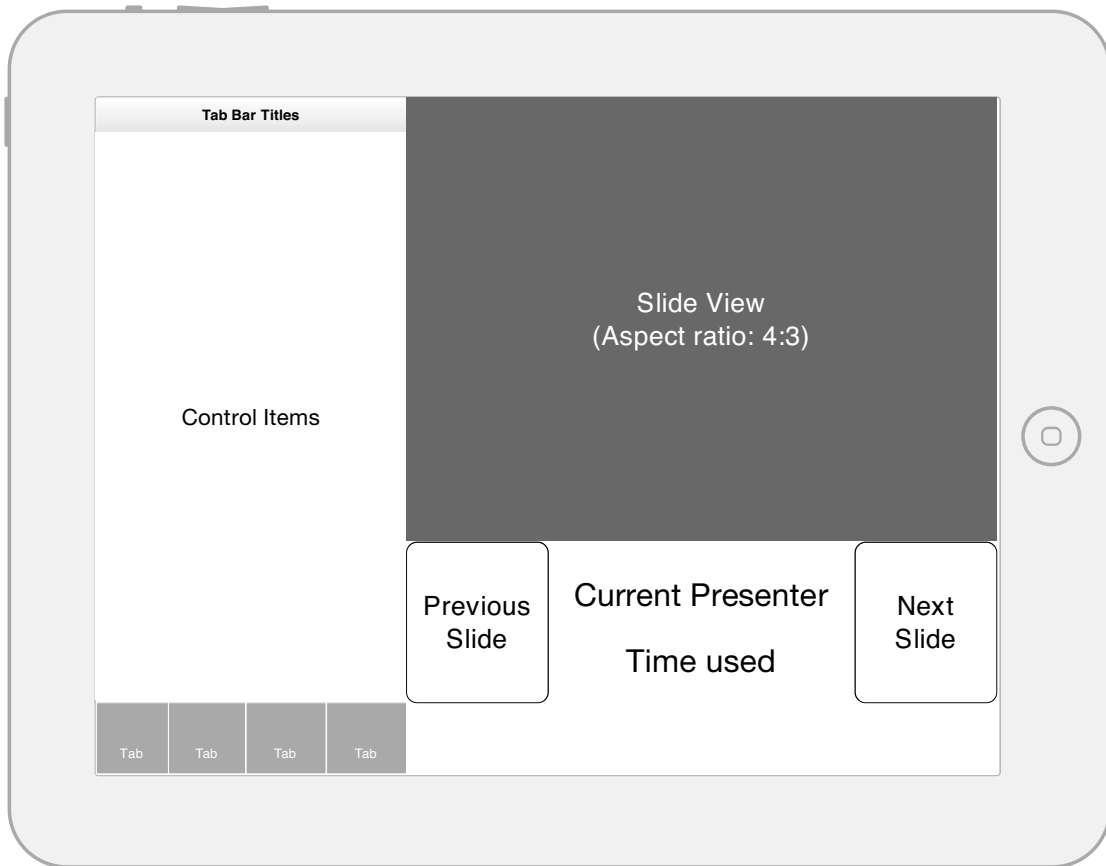 Tab Bar Titles
Control Items
Tab
Tab
Tab
Tab
Slide View
(Aspect ratio: 4:3)
Previous
Slide
Current Presenter
Time used
Next
Slide